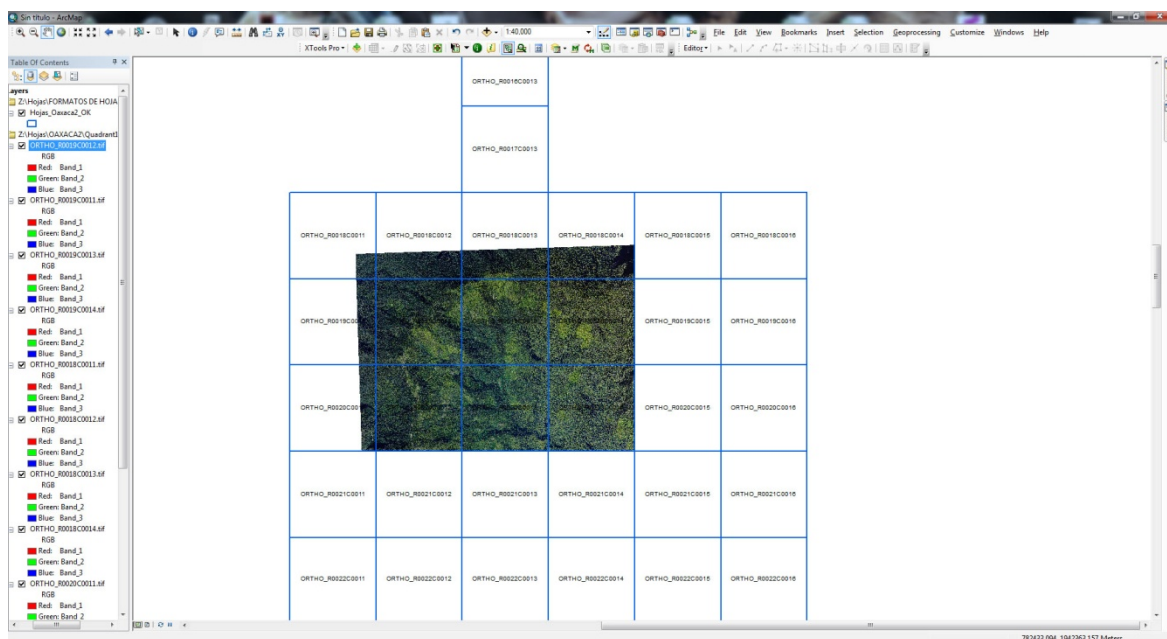 Sin título - ArcMap
1:40,000
File Edit View Bookmarks Insert Selection Geoprocessing Customize Windows Help
XTools Pro
Editor
Table Of Contents
ayers
Z:\Hojas\FORMATOS DE HOJA
Hojas_Oaxaca2_OK
Z:\Hojas\OAXACA2\Quadrant1
ORTHO_R0019C0012.tif
RGB
Red: Band_1
Green: Band_2
Blue: Band_3
ORTHO_R0019C0011.tif
RGB
Red: Band_1
Green: Band_2
Blue: Band_3
ORTHO_R0019C0013.tif
RGB
Red: Band_1
Green: Band_2
Blue: Band_3
ORTHO_R0019C0014.tif
RGB
Red: Band_1
Green: Band_2
Blue: Band_3
ORTHO_R0018C0011.tif
RGB
Red: Band_1
Green: Band_2
Blue: Band_3
ORTHO_R0018C0012.tif
RGB
Red: Band_1
Green: Band_2
Blue: Band_3
ORTHO_R0018C0013.tif
RGB
Red: Band_1
Green: Band_2
Blue: Band_3
ORTHO_R0018C0014.tif
RGB
Red: Band_1
Green: Band_2
Blue: Band_3
ORTHO_R0020C0011.tif
RGB
Red: Band_1
Green: Band_2
ORTHO_R0016C0013
ORTHO_R0017C0013
ORTHO_R0018C0011 ORTHO_R0018C0012 ORTHO_R0018C0013 ORTHO_R0018C0014 ORTHO_R0018C0015 ORTHO_R0018C0016
ORTHO_R0019C00 ORTHO_R0019C0015 ORTHO_R0019C0016
ORTHO_R0020C00 ORTHO_R0020C0015 ORTHO_R0020C0016
ORTHO_R0021C0011 ORTHO_R0021C0012 ORTHO_R0021C0013 ORTHO_R0021C0014 ORTHO_R0021C0015 ORTHO_R0021C0016
ORTHO_R0022C0011 ORTHO_R0022C0012 ORTHO_R0022C0013 ORTHO_R0022C0014 ORTHO_R0022C0015 ORTHO_R0022C0016
782433.094 1942363.157 Meters